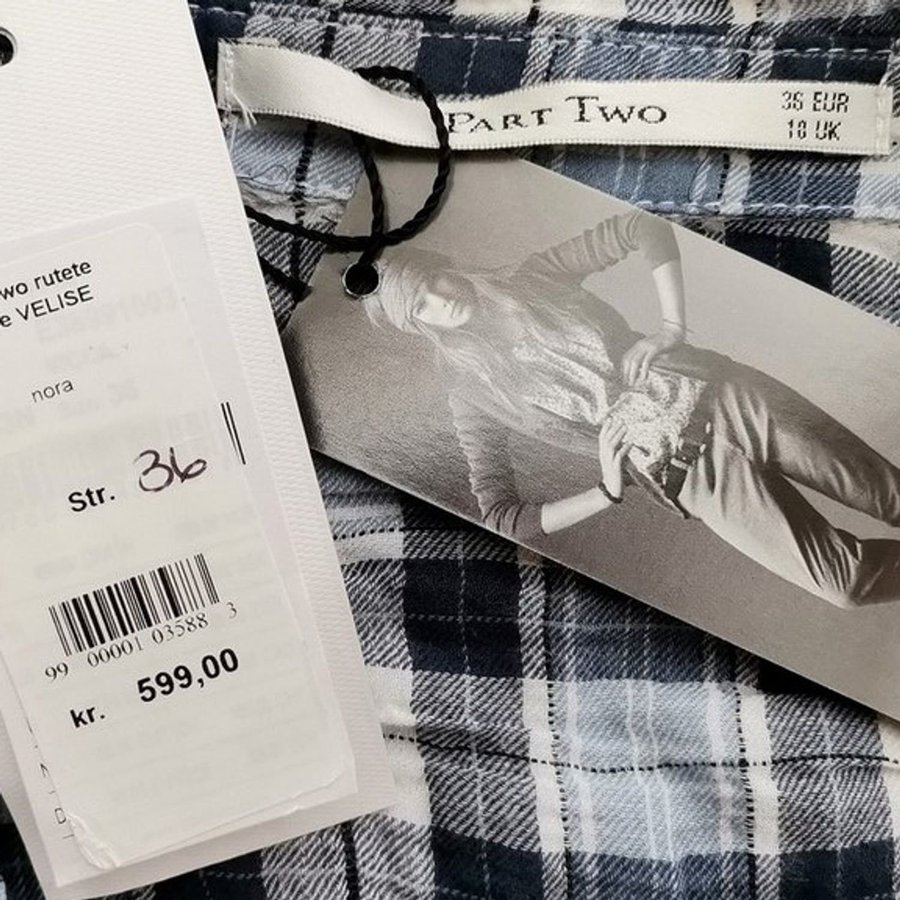 PART TWO
36 EUR
10 UK
wo rutete
e VELISE
nora
Str. 36
99 00001 03588 3
kr. 599,00